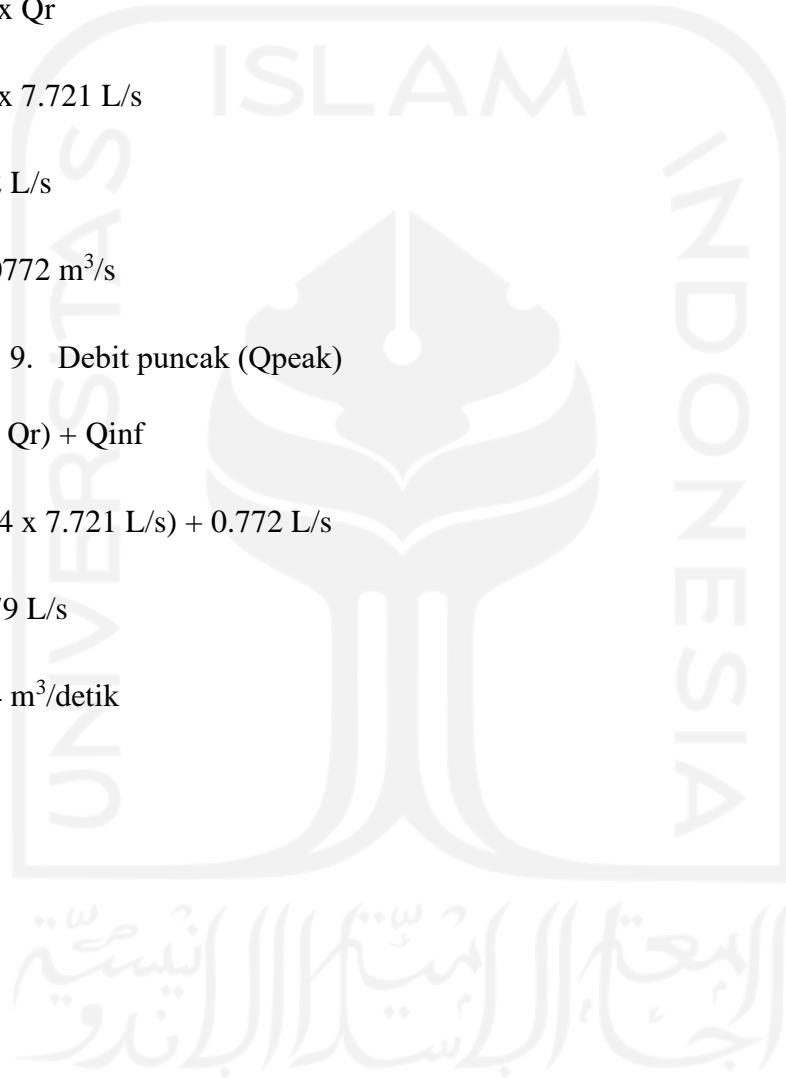 x Qr
x 7.721 L/s
L/s
0772 m³/s
9. Debit puncak (Qpeak)
Qr) + Qinf
4 x 7.721 L/s) + 0.772 L/s
79 L/s
m³/detik
ISLAM
UNIVERSITAS
INDONESIA